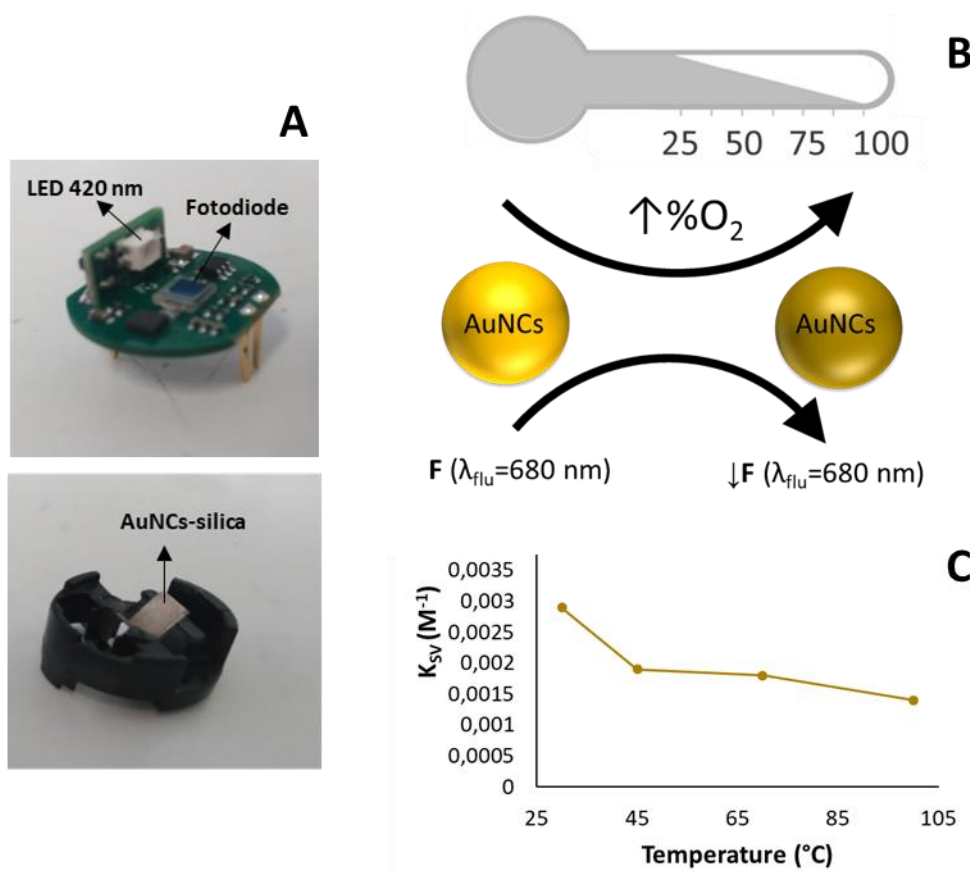 A
LED 420 nm
Fotodiode
AuNCs-silica
B
25 50 75 100
↑%O₂
AuNCs
AuNCs
F (λflu=680 nm)
↓F (λflu=680 nm)
C
0,0035
0,003
0,0025
0,002
0,0015
0,001
0,0005
0
Ksv (M⁻¹)
25 45 65 85 105
Temperature (°C)